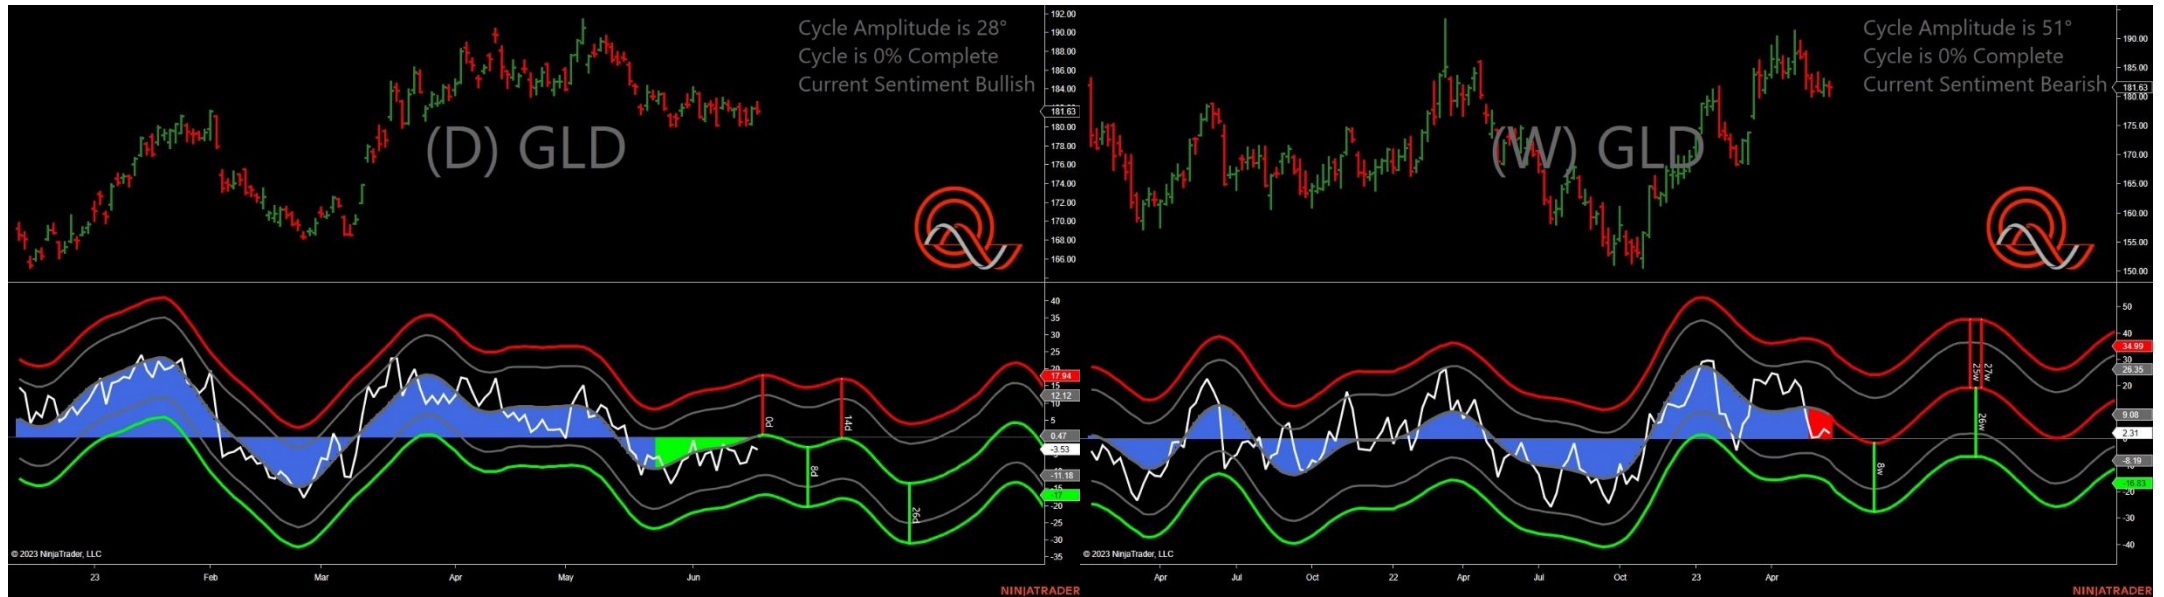 Cycle Amplitude is 28°
Cycle is 0% Complete
Current Sentiment Bullish
(D) GLD
192.00
190.00
188.00
186.00
184.00
181.63
180.00
178.00
176.00
174.00
172.00
170.00
168.00
166.00
40
35
30
25
20
17.94
15
12.12
10
5
0.47
-3.53
-11.18
-15
-17
-20
-25
-30
-35
0d
8d
14d
26d
© 2023 NinjaTrader, LLC
23
Feb
Mar
Apr
May
Jun
NINJATRADER
Cycle Amplitude is 51°
Cycle is 0% Complete
Current Sentiment Bearish
(W) GLD
190.00
185.00
181.63
180.00
175.00
170.00
165.00
160.00
155.00
150.00
50
40
34.99
30
26.35
20
9.08
2.31
-8.19
-16.83
-20
-30
-40
8w
25w
27w
26w
© 2023 NinjaTrader, LLC
Apr
Jul
Oct
22
Apr
Jul
Oct
23
Apr
NINJATRADER